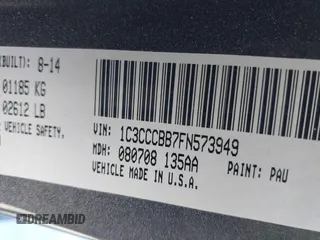 (BUILT): 8-14
01185 KG
02612 LB
VEHICLE SAFETY,
VIN: 1C3CCCBB7FN573949
MDH: 080708 135AA
PAINT: PAU
VEHICLE MADE IN U.S.A.
DREAMBID